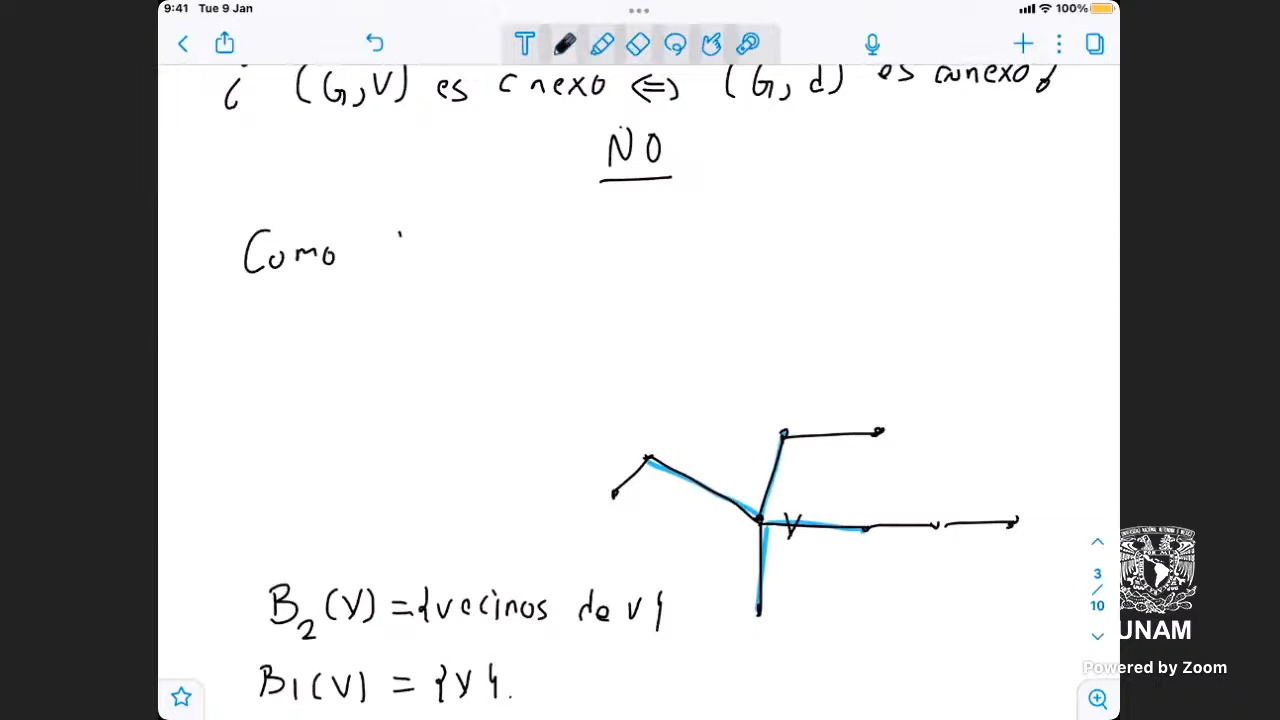 9:41 Tue 9 Jan 100%
¿ (G, V) es cnexo ⇔ (G, d) es conexo?
NO
Como
V
B₂(V) = {vecinos de v}
B₁(V) = {V}.
3
/
10
UNAM
Powered by Zoom